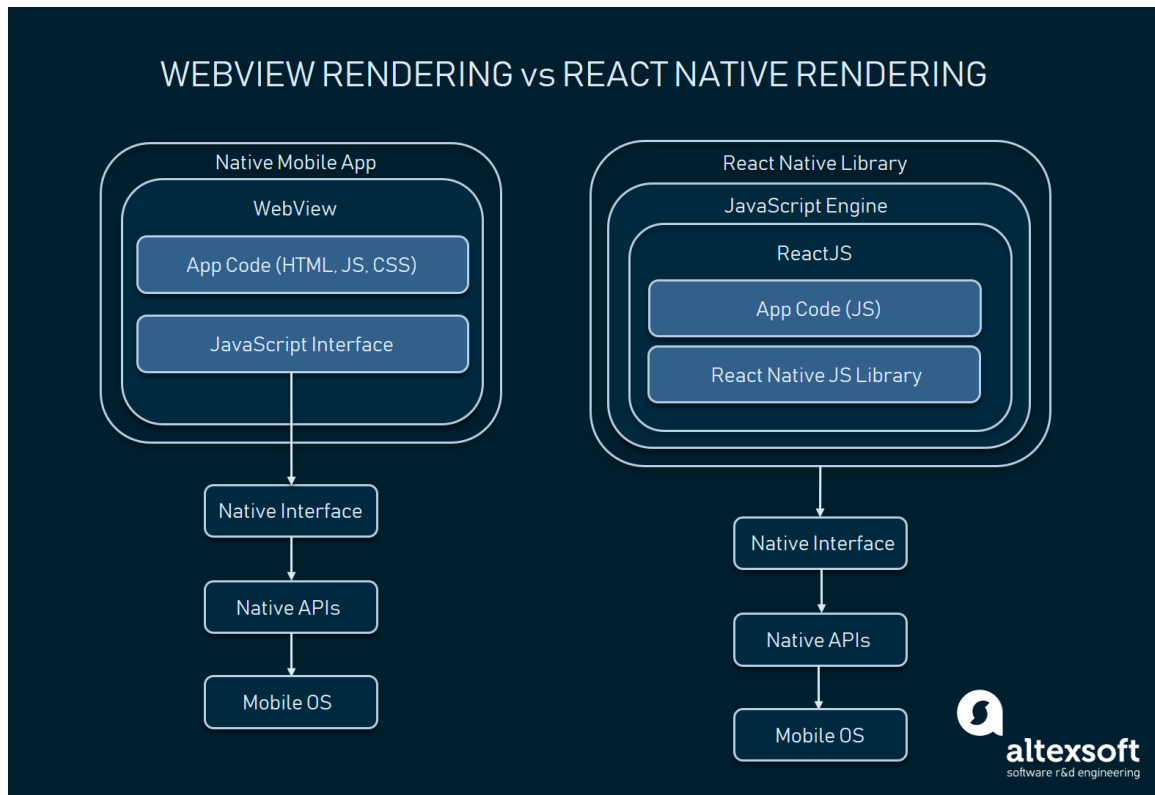 WEBVIEW RENDERING vs REACT NATIVE RENDERING
Native Mobile App
WebView
App Code (HTML, JS, CSS)
JavaScript Interface
Native Interface
Native APIs
Mobile OS
React Native Library
JavaScript Engine
ReactJS
App Code (JS)
React Native JS Library
Native Interface
Native APIs
Mobile OS
altexsoft
software r&d engineering